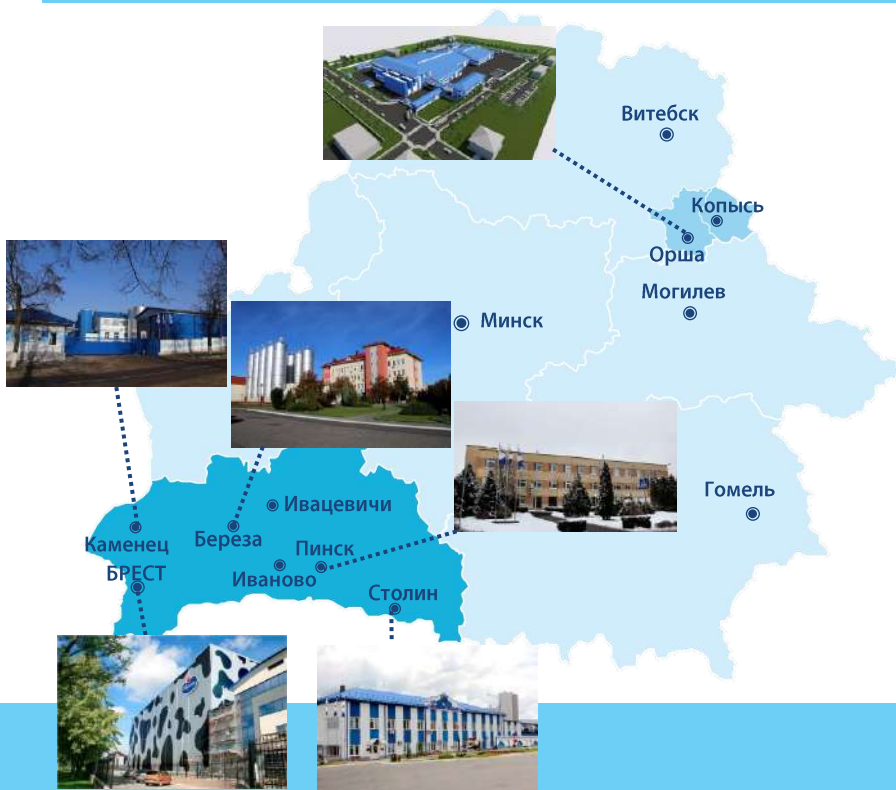 Витебск
Копысь
Орша
Могилев
Минск
Гомель
Ивацевичи
Береза
Каменец
Пинск
БРЕСТ
Иваново
Столин